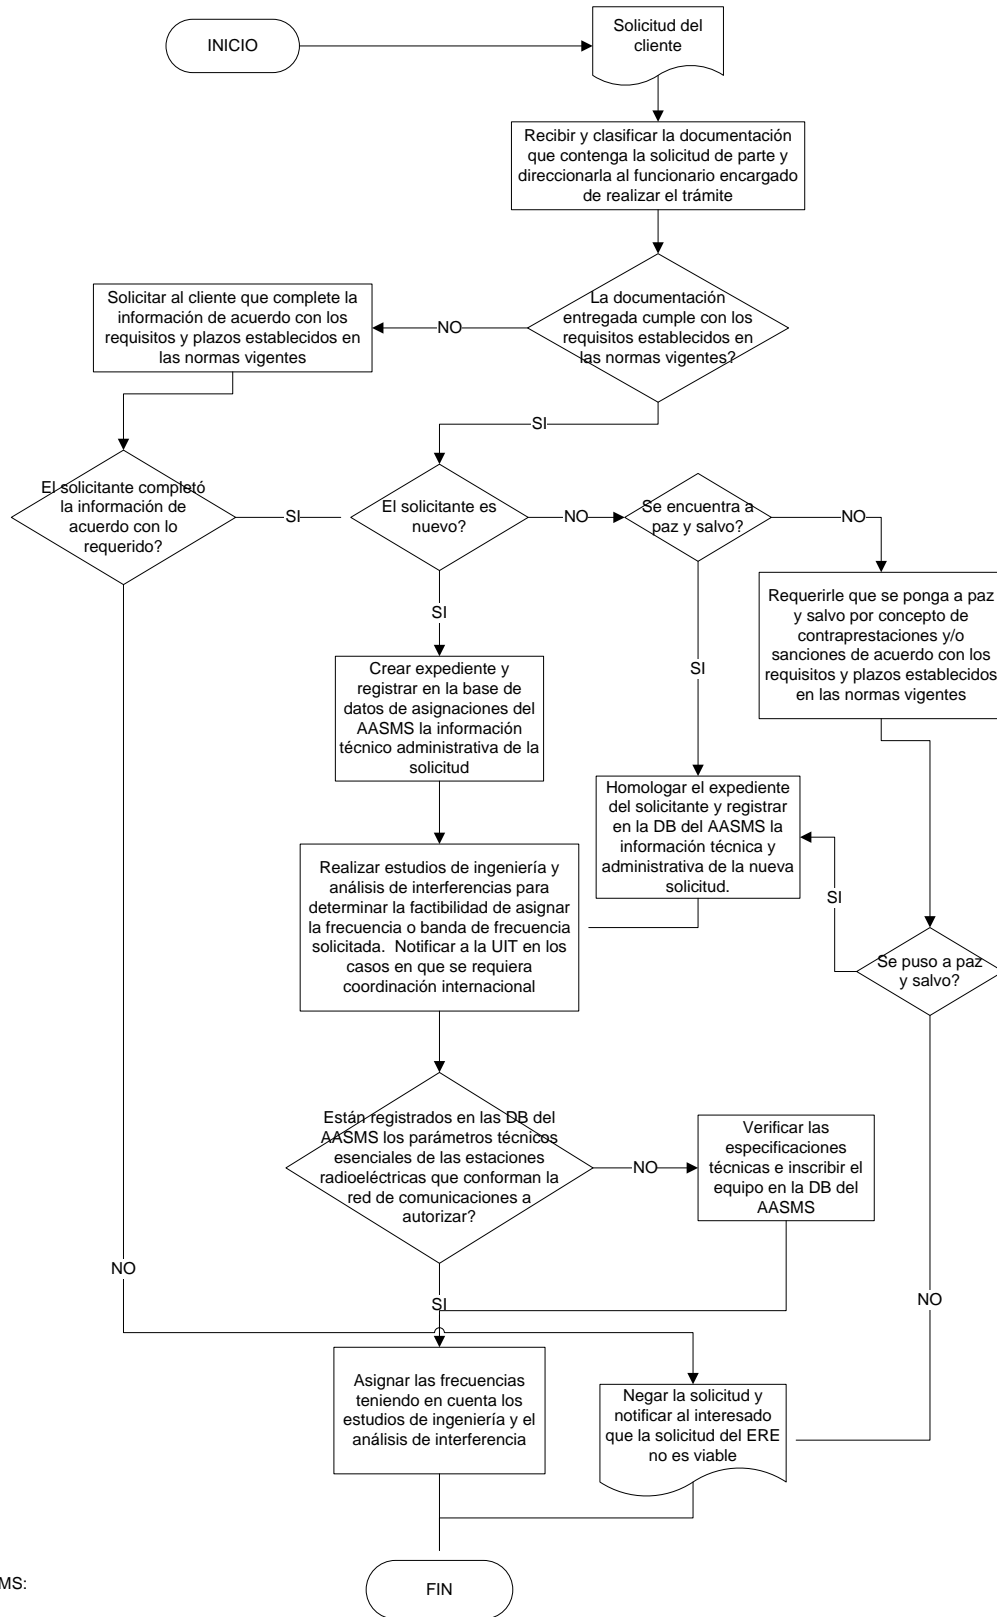 INICIO
Solicitud del
cliente
Recibir y clasificar la documentación
que contenga la solicitud de parte y
direccionarla al funcionario encargado
de realizar el trámite
La documentación
entregada cumple con los
requisitos establecidos en
las normas vigentes?
NO
Solicitar al cliente que complete la
información de acuerdo con los
requisitos y plazos establecidos en
las normas vigentes
SI
El solicitante completó
la información de
acuerdo con lo
requerido?
SI
El solicitante es
nuevo?
NO
Se encuentra a
paz y salvo?
NO
Requerirle que se ponga a paz
y salvo por concepto de
contraprestaciones y/o
sanciones de acuerdo con los
requisitos y plazos establecidos
en las normas vigentes
SI
SI
Crear expediente y
registrar en la base de
datos de asignaciones del
AASMS la información
técnico administrativa de la
solicitud
Homologar el expediente
del solicitante y registrar
en la DB del AASMS la
información técnica y
administrativa de la nueva
solicitud.
SI
Realizar estudios de ingeniería y
análisis de interferencias para
determinar la factibilidad de asignar
la frecuencia o banda de frecuencia
solicitada.  Notificar a la UIT en los
casos en que se requiera
coordinación internacional
Se puso a paz
y salvo?
Están registrados en las DB del
AASMS los parámetros técnicos
esenciales de las estaciones
radioeléctricas que conforman la
red de comunicaciones a
autorizar?
NO
Verificar las
especificaciones
técnicas e inscribir el
equipo en la DB del
AASMS
NO
SI
NO
Asignar las frecuencias
teniendo en cuenta los
estudios de ingeniería y el
análisis de interferencia
Negar la solicitud y
notificar al interesado
que la solicitud del ERE
no es viable
FIN
MS: